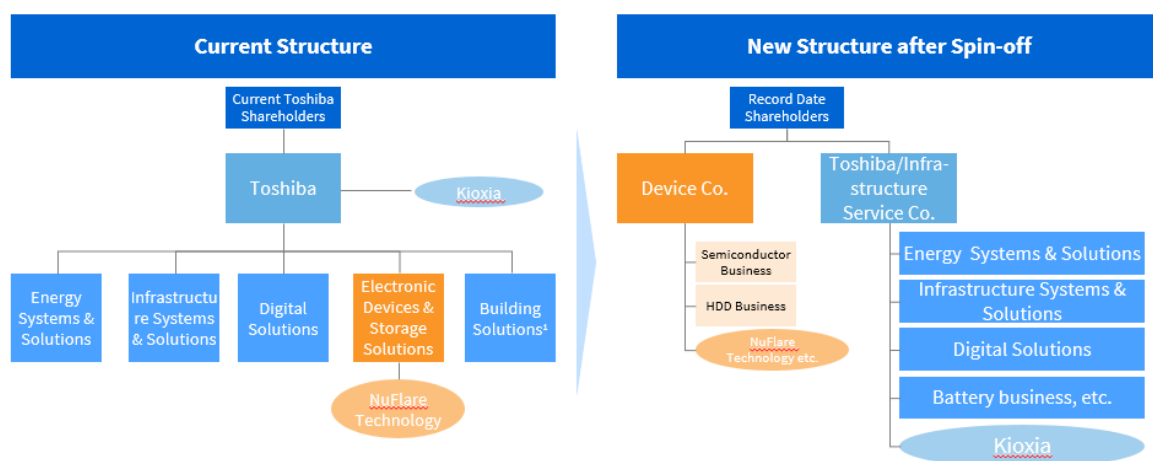 Current Structure
Current Toshiba
Shareholders
Toshiba
Kioxia
Energy
Systems &
Solutions
Infrastructu
re Systems
& Solutions
Digital
Solutions
Electronic
Devices &
Storage
Solutions
Building
Solutions¹
NuFlare
Technology
New Structure after Spin-off
Record Date
Shareholders
Device Co.
Toshiba/Infra-
structure
Service Co.
Semiconductor
Business
HDD Business
NuFlare
Technology etc.
Energy Systems & Solutions
Infrastructure Systems &
Solutions
Digital Solutions
Battery business, etc.
Kioxia